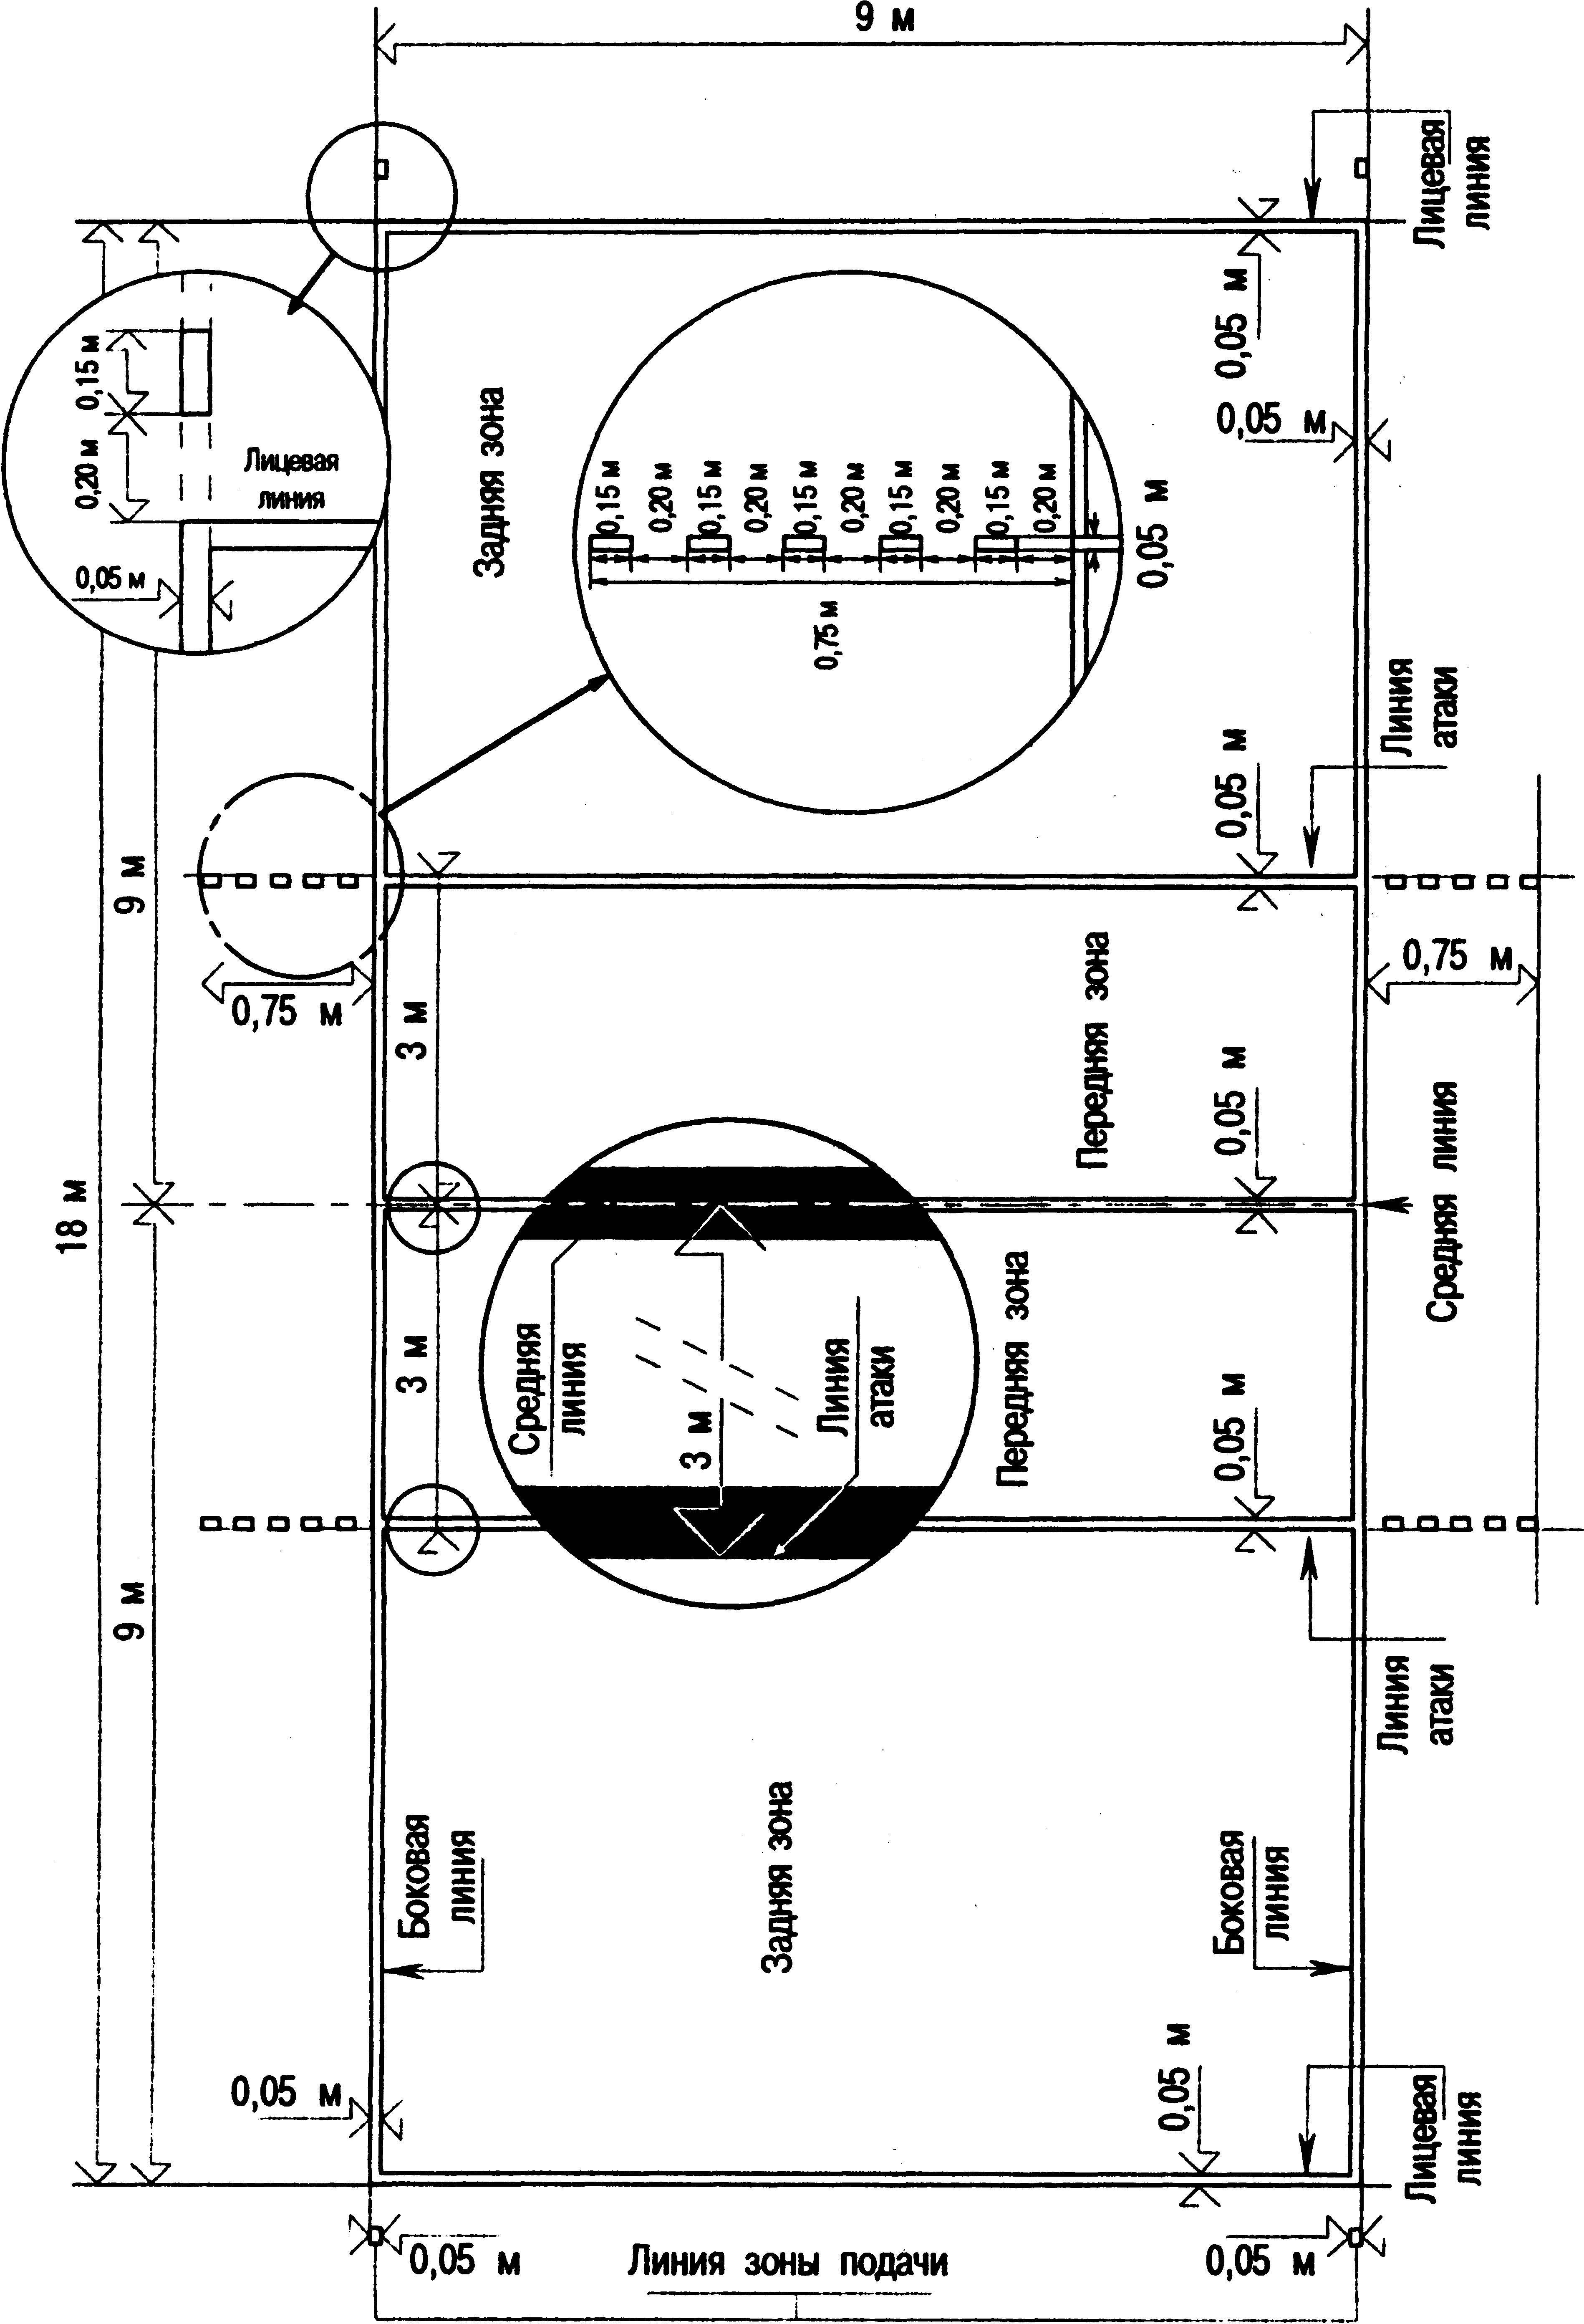 9 м
Лицевая
линия
0,15 м
0,20 м
Лицевая
линия
0,05 м
0,05 м
0,05 м
Задняя зона
0,15 м
0,20 м
0,15 м
0,20 м
0,15 м
0,20 м
0,15 м
0,20 м
0,15 м
0,20 м
0,05 м
0,75 м
Линия
атаки
0,05 м
9 м
0,75 м
3 м
Передняя зона
0,75 м
0,05 м
18 м
Средняя линия
3 м
Средняя
линия
3 м
Линия
атаки
Передняя зона
0,05 м
9 м
Линия
атаки
Боковая
линия
Задняя зона
Боковая
линия
0,05 м
0,05 м
Лицевая
линия
0,05 м
Линия зоны подачи
0,05 м